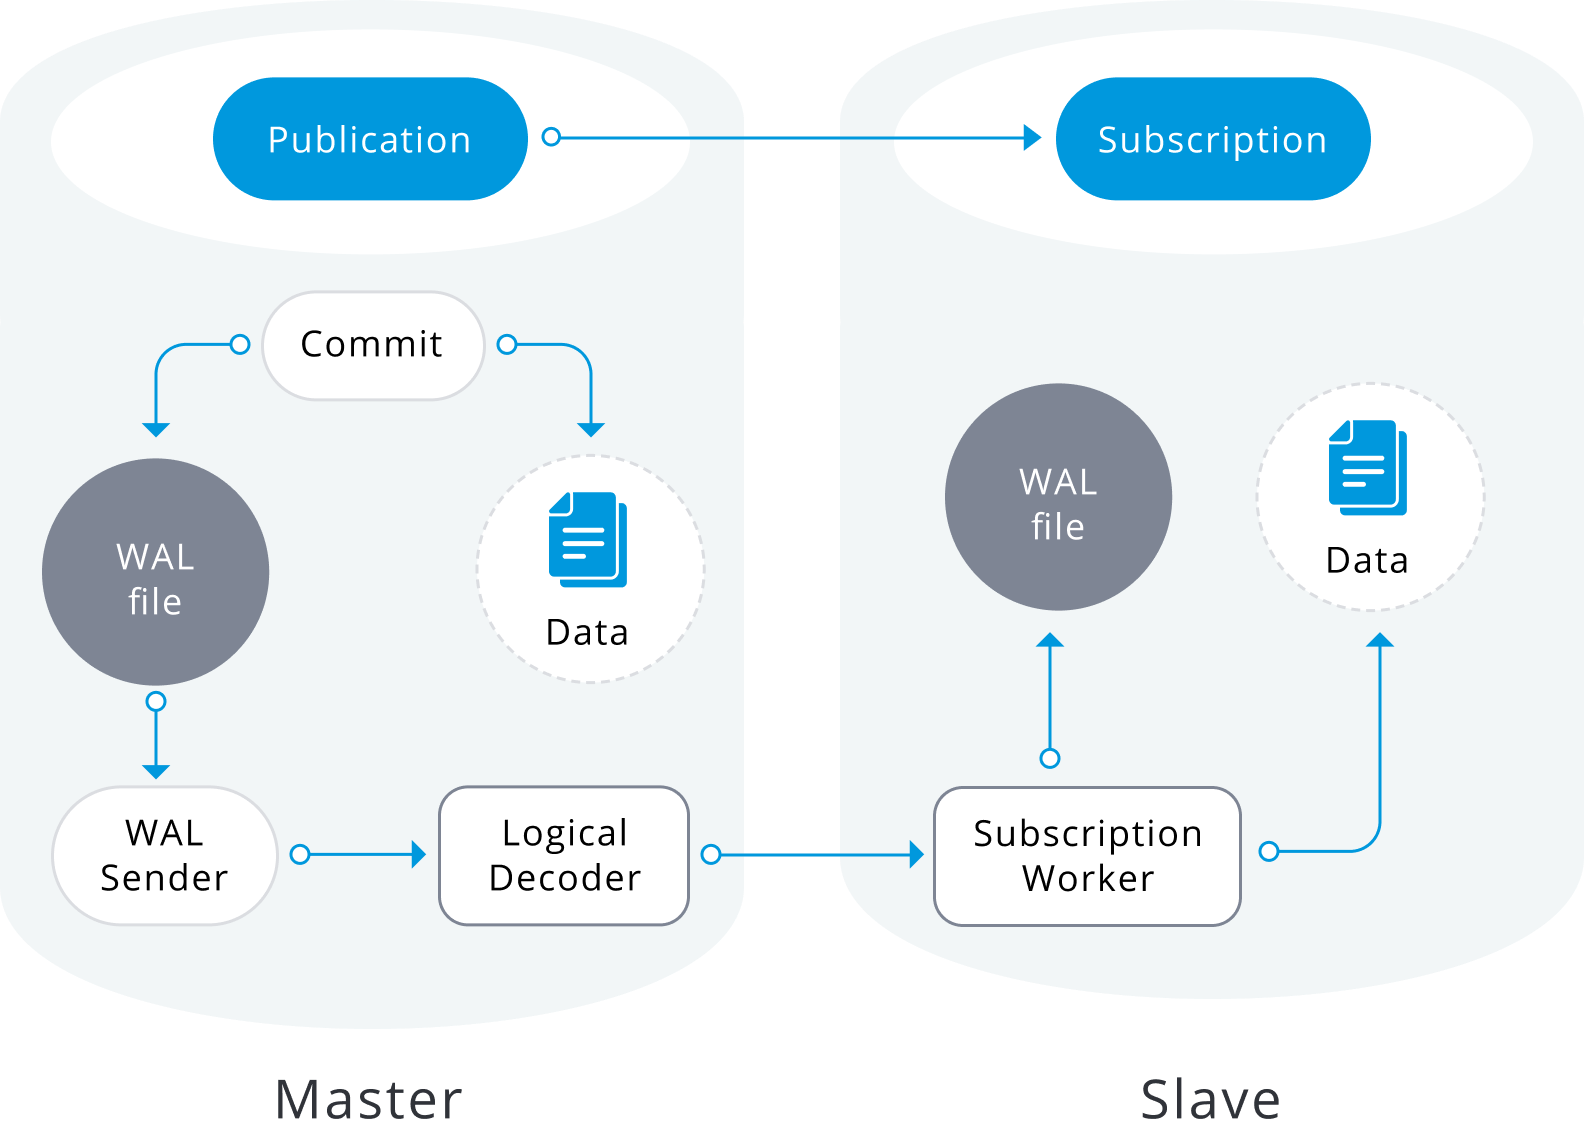 Publication
Subscription
Commit
WAL
file
Data
WAL
file
Data
WAL
Sender
Logical
Decoder
Subscription
Worker
Master
Slave